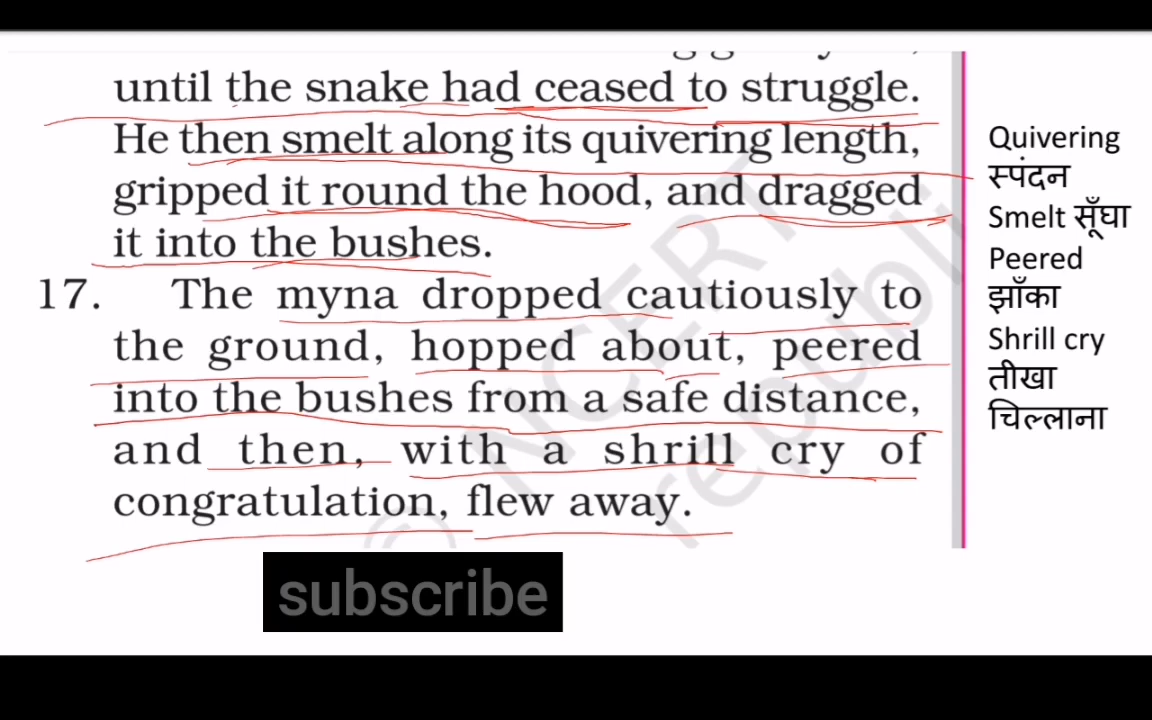 until the snake had ceased to struggle.
He then smelt along its quivering length,
gripped it round the hood, and dragged
it into the bushes.
17. The myna dropped cautiously to
the ground, hopped about, peered
into the bushes from a safe distance,
and then, with a shrill cry of
congratulation, flew away.
Quivering
स्पंदन
Smelt सूँघा
Peered
झाँका
Shrill cry
तीखा
चिल्लाना
NCERT
republi
subscribe